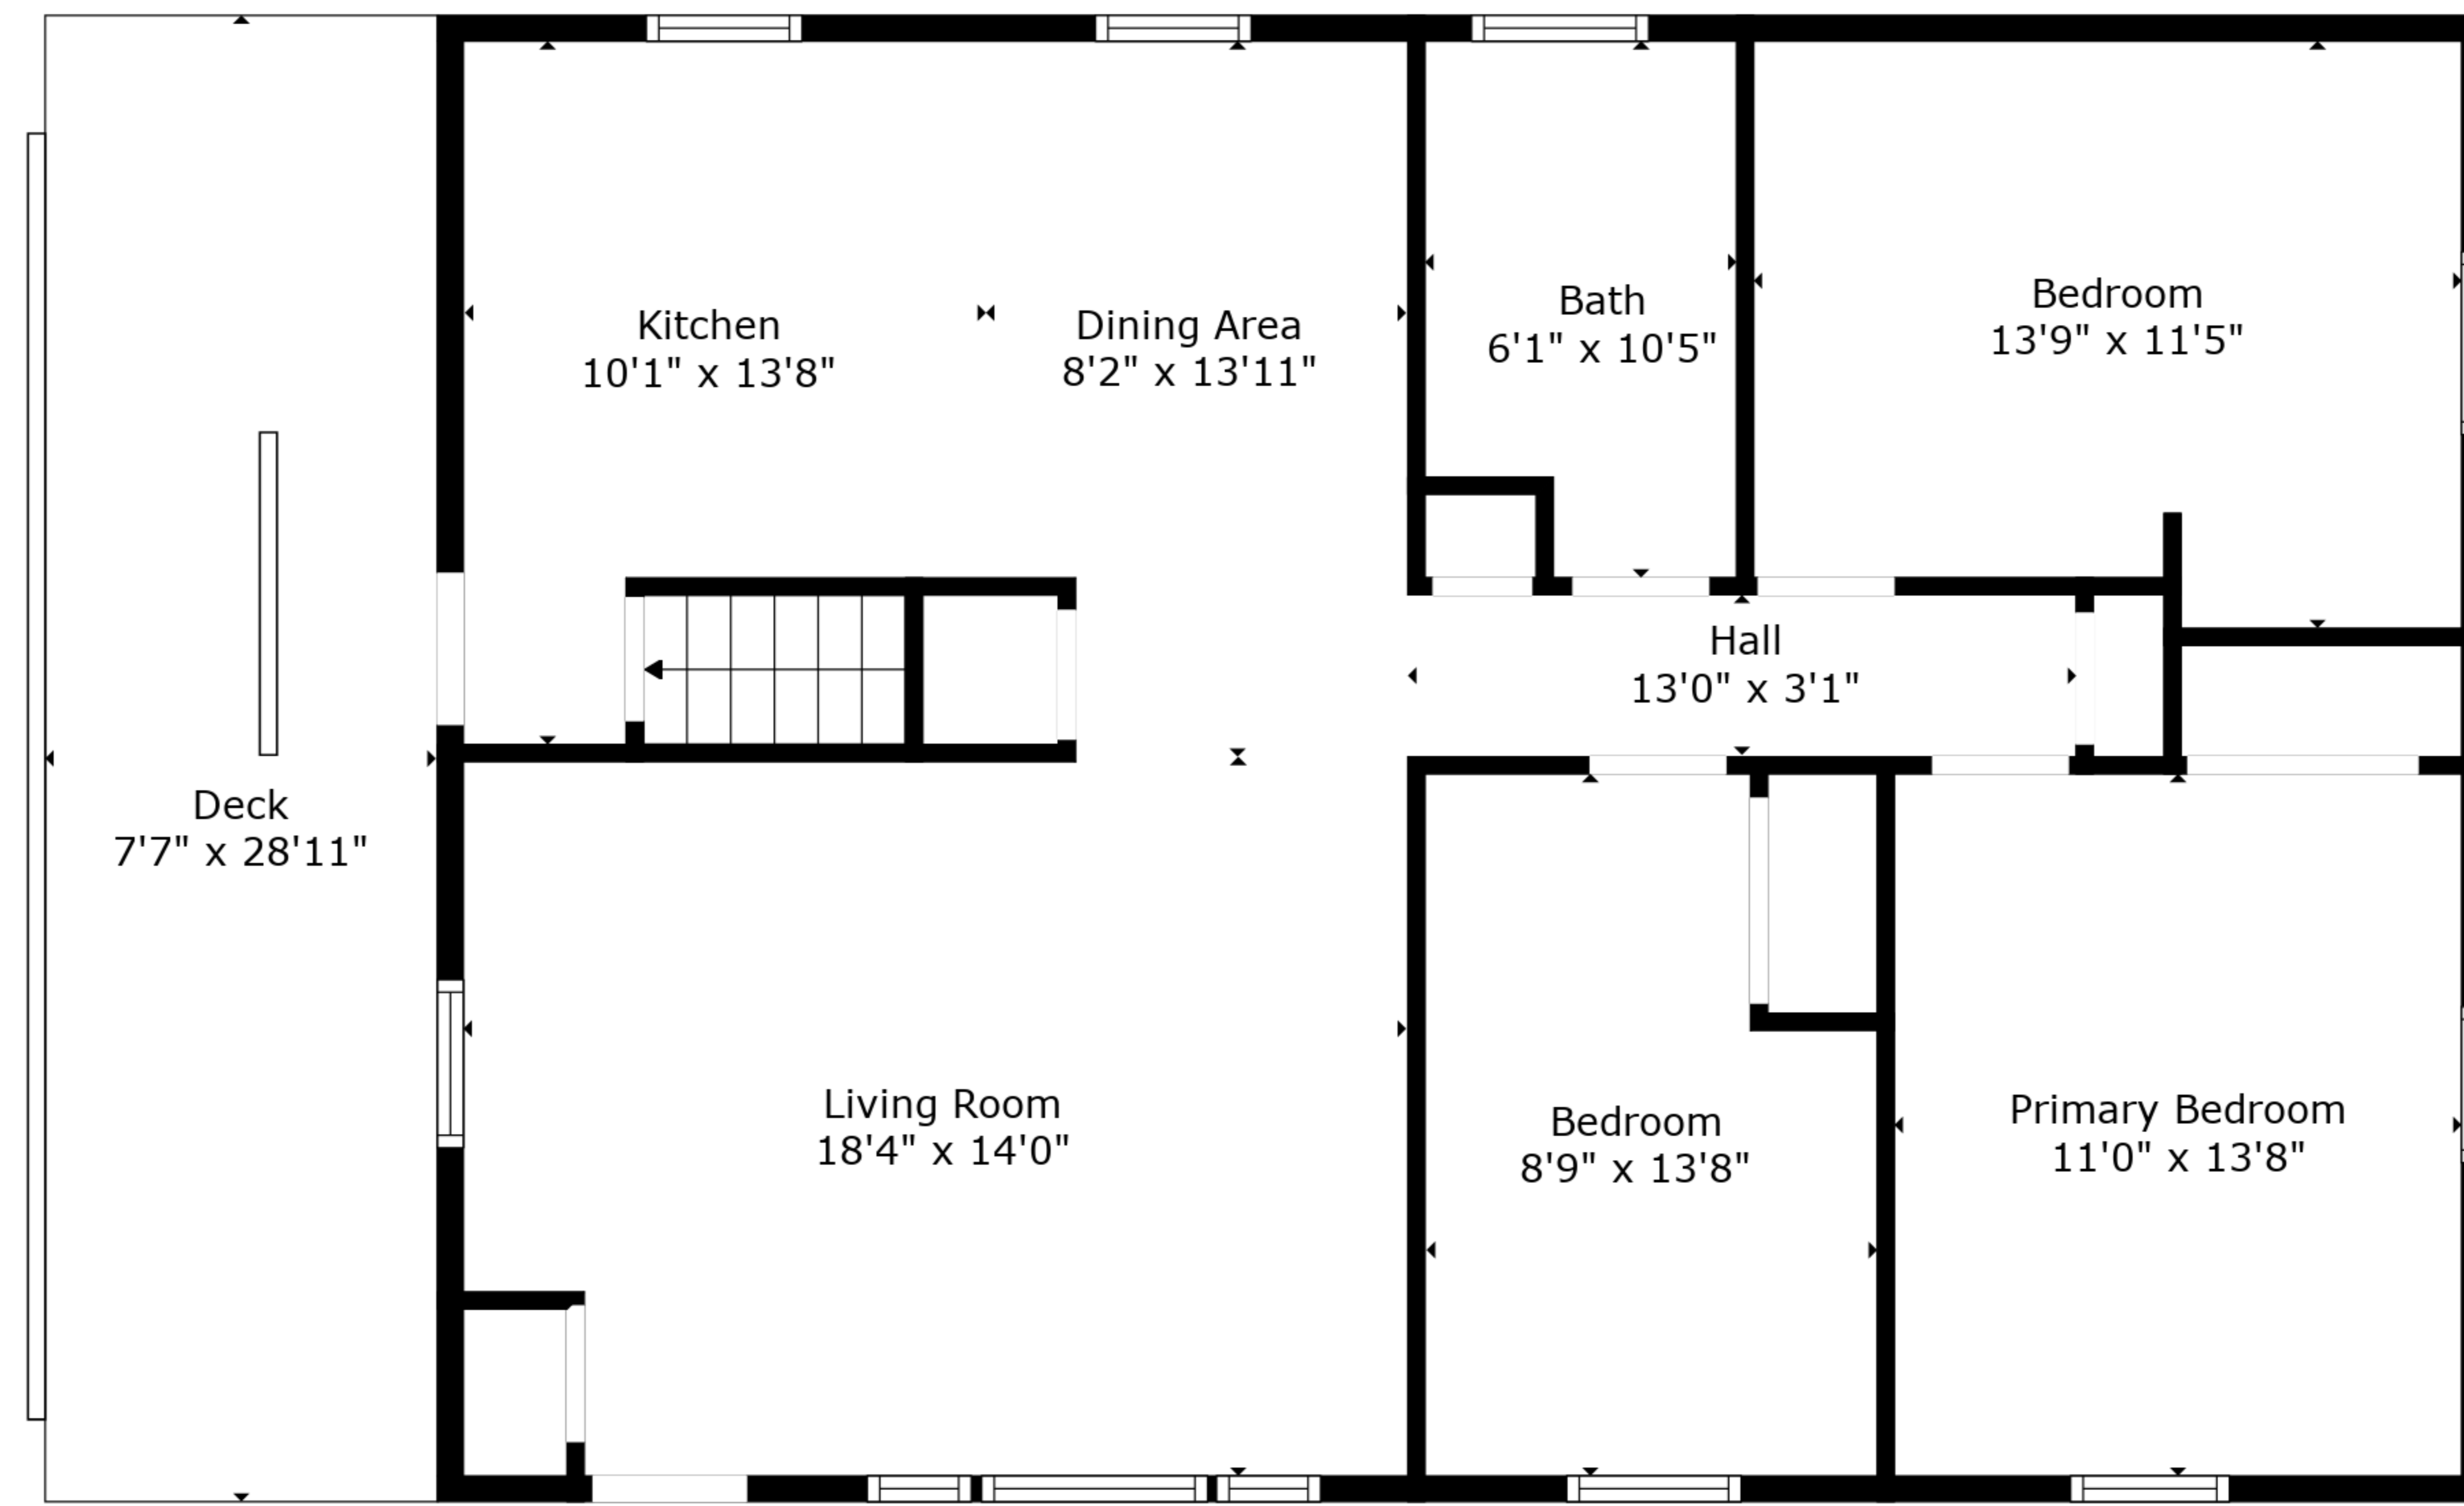 Kitchen
10'1" x 13'8"
Dining Area
8'2" x 13'11"
Bath
6'1" x 10'5"
Bedroom
13'9" x 11'5"
Hall
13'0" x 3'1"
Deck
7'7" x 28'11"
Living Room
18'4" x 14'0"
Bedroom
8'9" x 13'8"
Primary Bedroom
11'0" x 13'8"